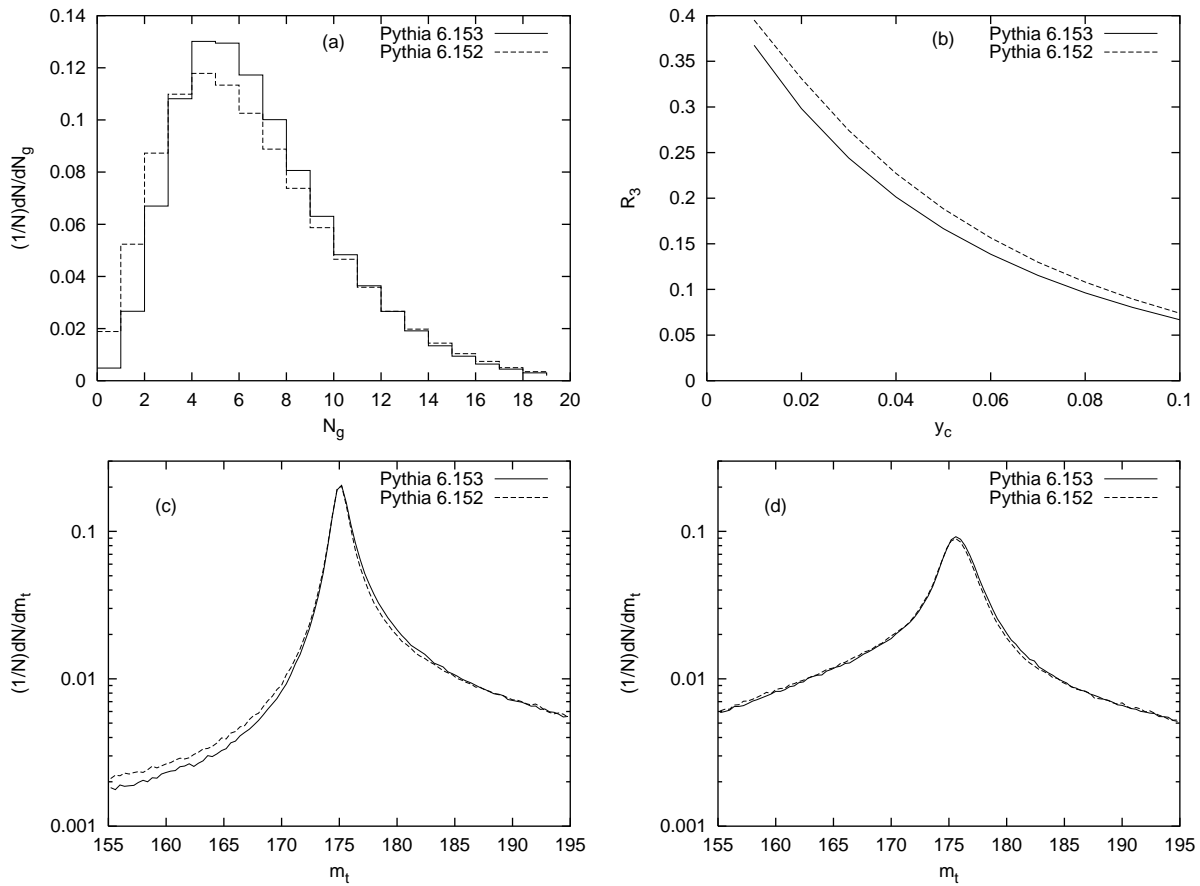 (a)
Pythia 6.153
Pythia 6.152
(1/N)dN/dN_g
0.14
0.12
0.1
0.08
0.06
0.04
0.02
0
0 2 4 6 8 10 12 14 16 18 20
N_g
(b)
Pythia 6.153
Pythia 6.152
R_3
0.4
0.35
0.3
0.25
0.2
0.15
0.1
0.05
0
0 0.02 0.04 0.06 0.08 0.1
y_c
(c)
Pythia 6.153
Pythia 6.152
(1/N)dN/dm_t
0.1
0.01
0.001
155 160 165 170 175 180 185 190 195
m_t
(d)
Pythia 6.153
Pythia 6.152
(1/N)dN/dm_t
0.1
0.01
0.001
155 160 165 170 175 180 185 190 195
m_t